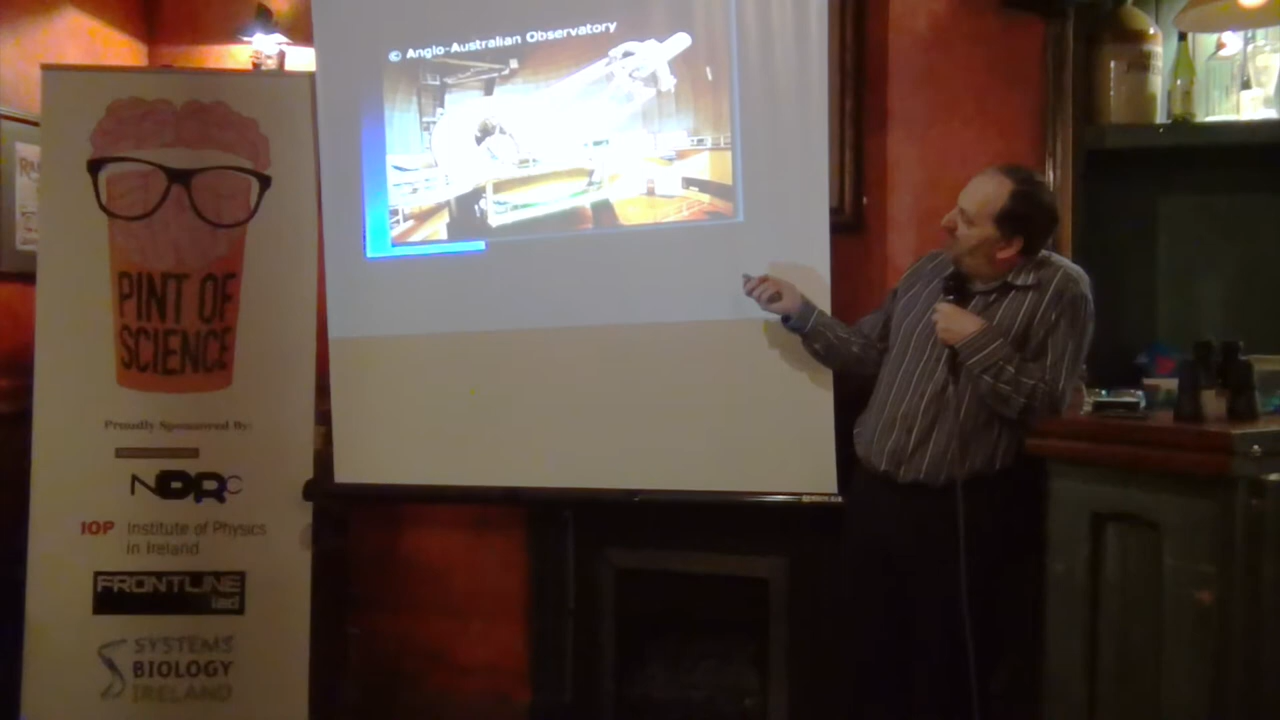 © Anglo-Australian Observatory
PINT OF
SCIENCE
Proudly Sponsored By:
NDRC
IOP Institute of Physics
in Ireland
FRONTLINE
SYSTEMS
BIOLOGY
IRELAND